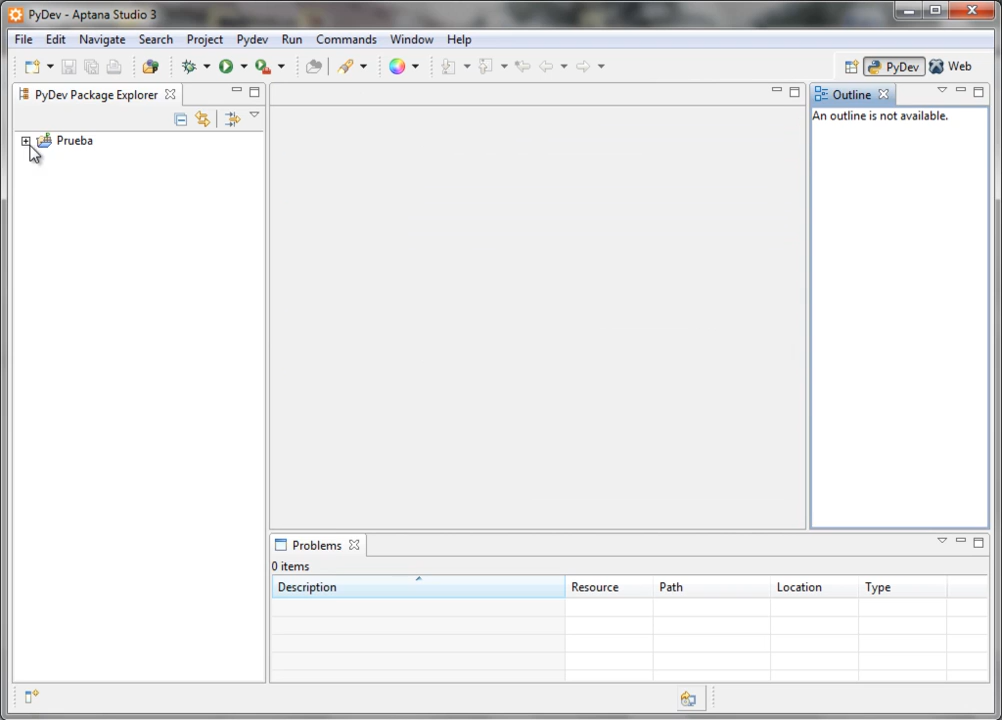 PyDev - Aptana Studio 3
File Edit Navigate Search Project Pydev Run Commands Window Help
PyDev Web
PyDev Package Explorer
Outline
An outline is not available.
Prueba
Problems
0 items
Description Resource Path Location Type